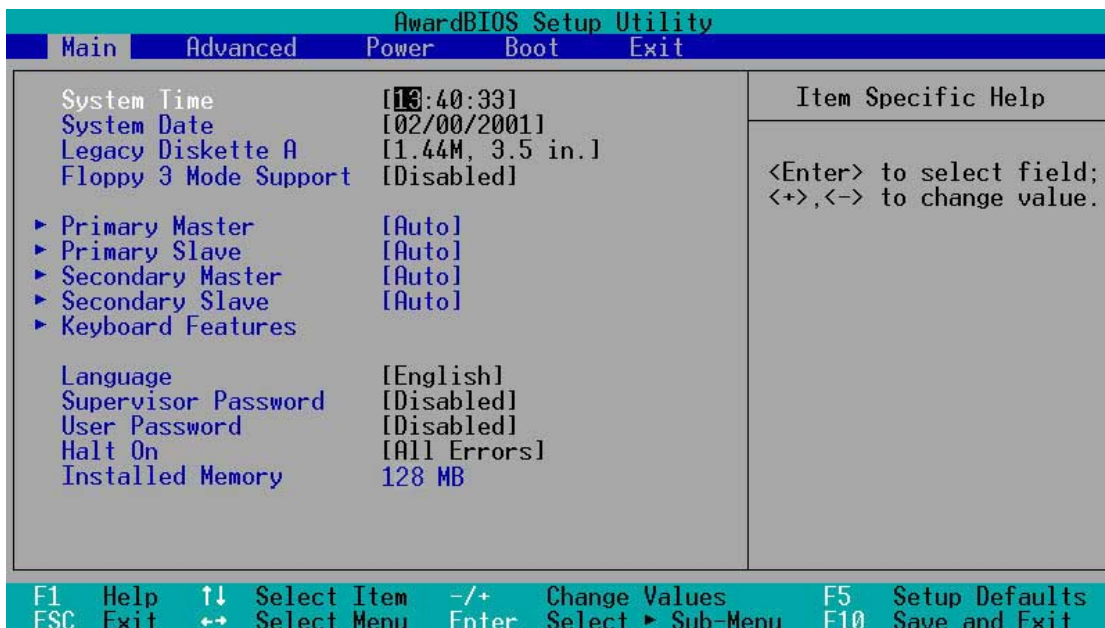 AwardBIOS Setup Utility
Main Advanced Power Boot Exit
System Time [13:40:33]
System Date [02/00/2001]
Legacy Diskette A [1.44M, 3.5 in.]
Floppy 3 Mode Support [Disabled]
► Primary Master [Auto]
► Primary Slave [Auto]
► Secondary Master [Auto]
► Secondary Slave [Auto]
► Keyboard Features
Language [English]
Supervisor Password [Disabled]
User Password [Disabled]
Halt On [All Errors]
Installed Memory 128 MB
Item Specific Help
<Enter> to select field;
<+>,<-> to change value.
F1 Help ↑↓ Select Item -/+ Change Values F5 Setup Defaults
ESC Exit ←→ Select Menu Enter Select ► Sub-Menu F10 Save and Exit